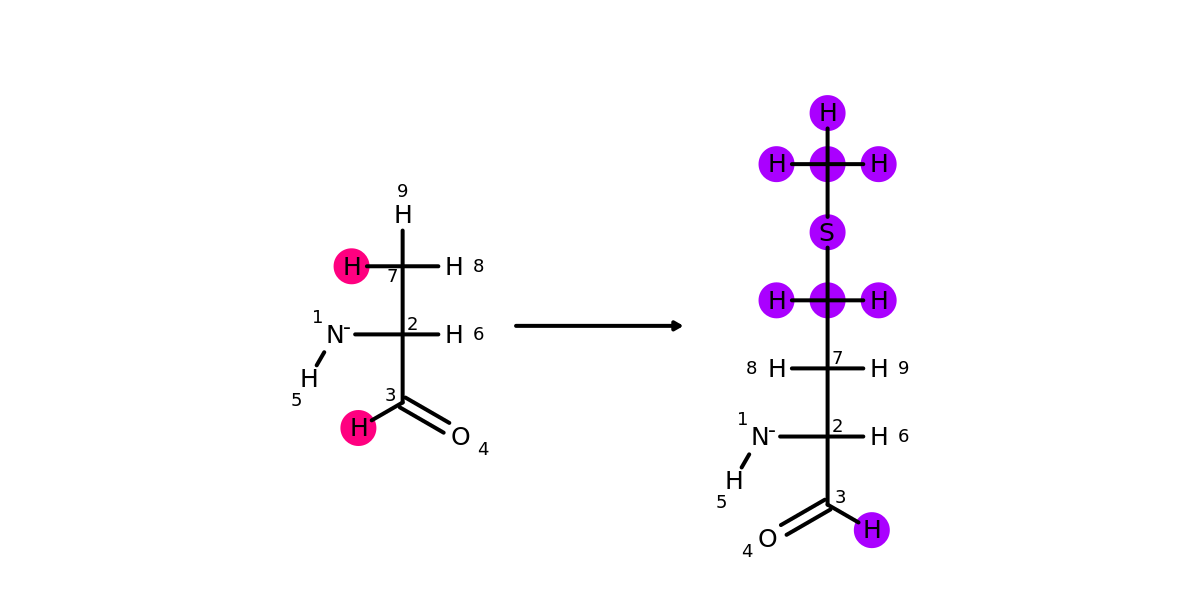 H
H H
9
H S
H 7 H 8 H H
1 2
N- H 6 8 H 7 H 9
H 1 2
5 3 N- H 6
H O 4 H
5 3
4 O H